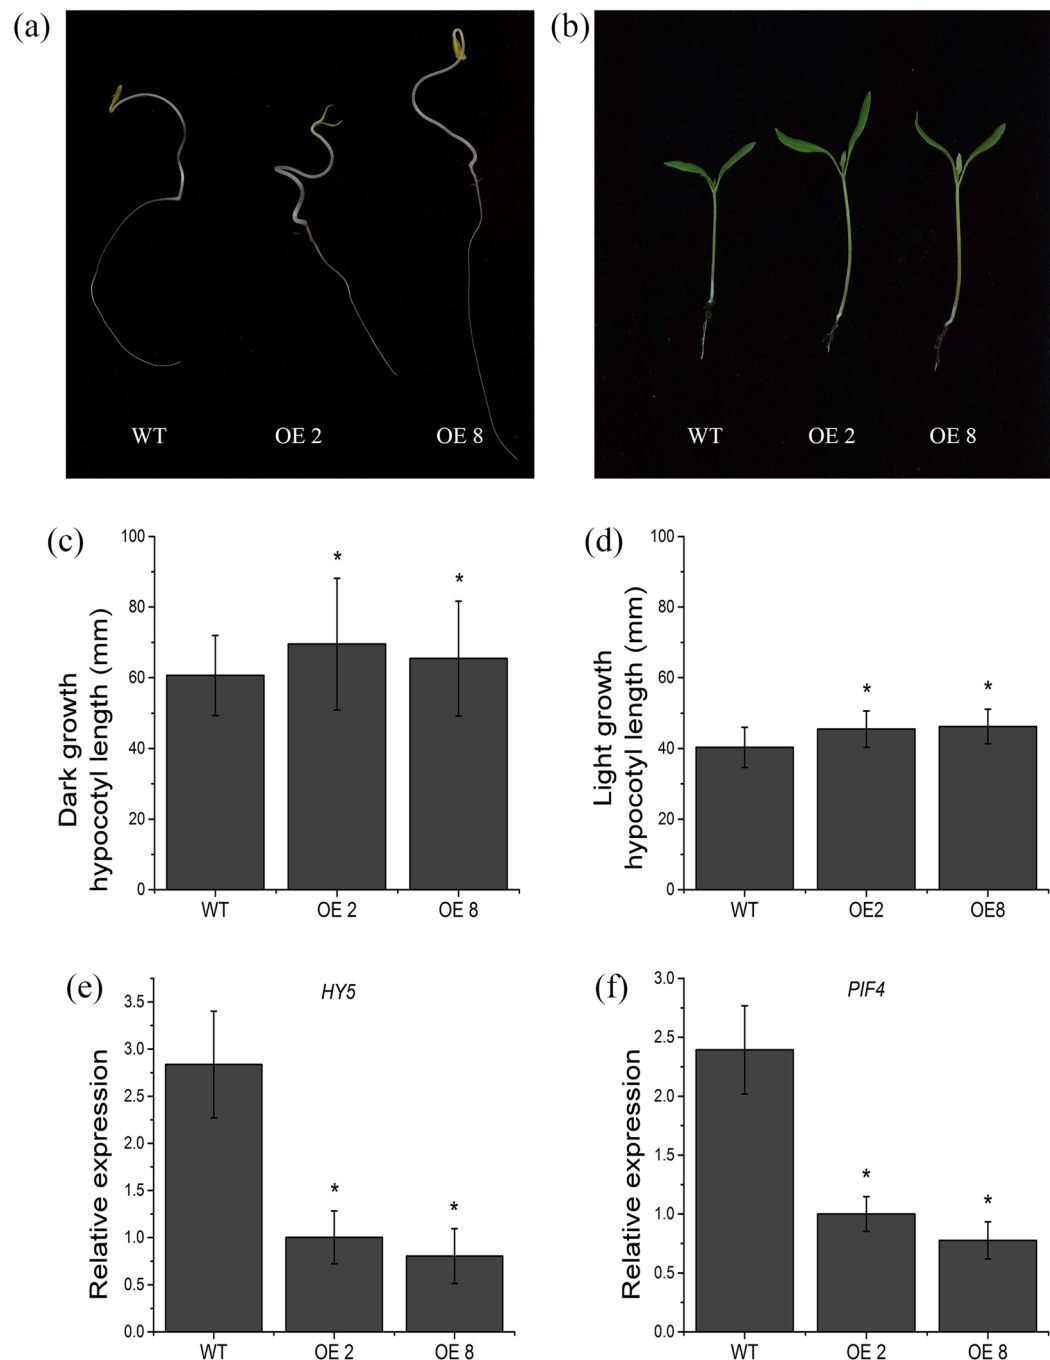 (a)
(b)
WT
OE 2
OE 8
WT
OE 2
OE 8
(c)
Dark growth
hypocotyl length (mm)
100
80
60
40
20
0
*
*
WT
OE 2
OE 8
(d)
Light growth
hypocotyl length (mm)
100
80
60
40
20
0
*
*
WT
OE2
OE8
(e)
HY5
Relative expression
3.5
3.0
2.5
2.0
1.5
1.0
0.5
0.0
*
*
WT
OE 2
OE 8
(f)
PIF4
Relative expression
3.0
2.5
2.0
1.5
1.0
0.5
0.0
*
*
WT
OE 2
OE 8